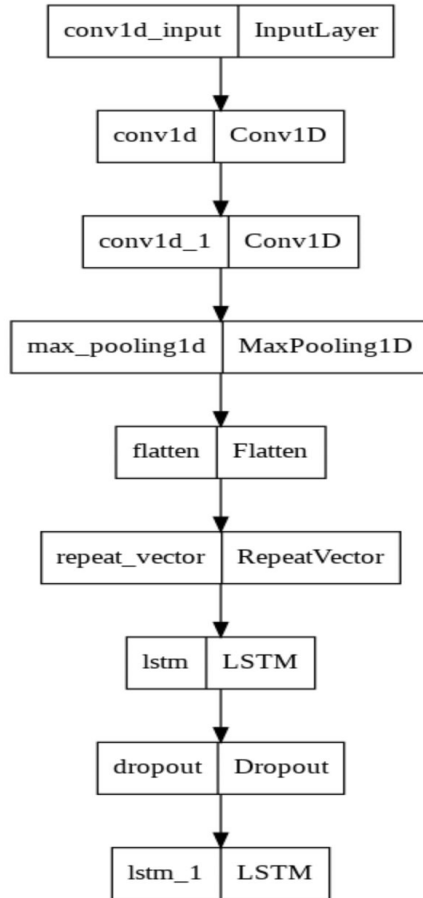 conv1d_input InputLayer
conv1d Conv1D
conv1d_1 Conv1D
max_pooling1d MaxPooling1D
flatten Flatten
repeat_vector RepeatVector
lstm LSTM
dropout Dropout
lstm_1 LSTM